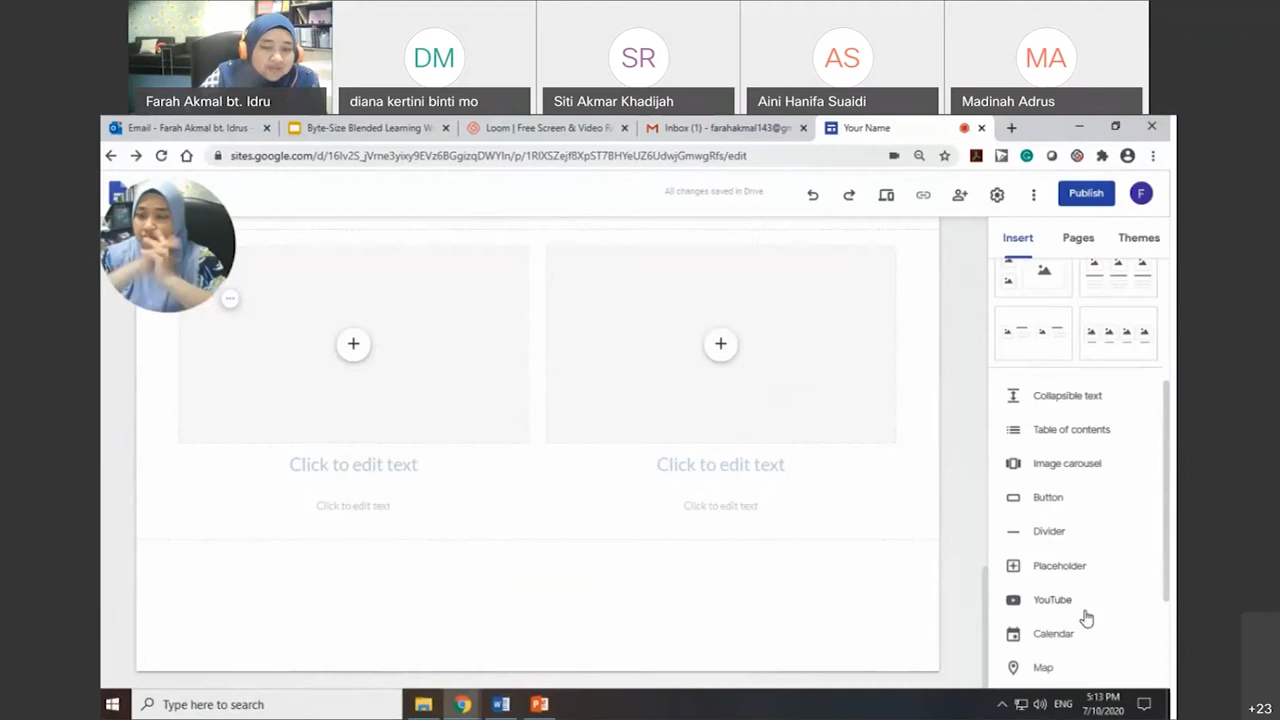 DM
SR
AS
MA
Farah Akmal bt. Idru
diana kertini binti mo
Siti Akmar Khadijah
Aini Hanifa Suaidi
Madinah Adrus
Email - Farah Akmal bt. Idrus -
Byte-Size Blended Learning W
Loom | Free Screen & Video R
Inbox (1) - farahakmal143@gm
Your Name
sites.google.com/d/16Iv2S_jVrne3yixy9EVz6BGgizqDWYIn/p/1RIXSZejf8XpST7BHYeUZ6UdwjGmwgRfs/edit
All changes saved in Drive
Publish
F
Insert
Pages
Themes
Click to edit text
Click to edit text
Click to edit text
Click to edit text
Collapsible text
Table of contents
Image carousel
Button
Divider
Placeholder
YouTube
Calendar
Map
Type here to search
ENG
5:13 PM
7/10/2020
+23